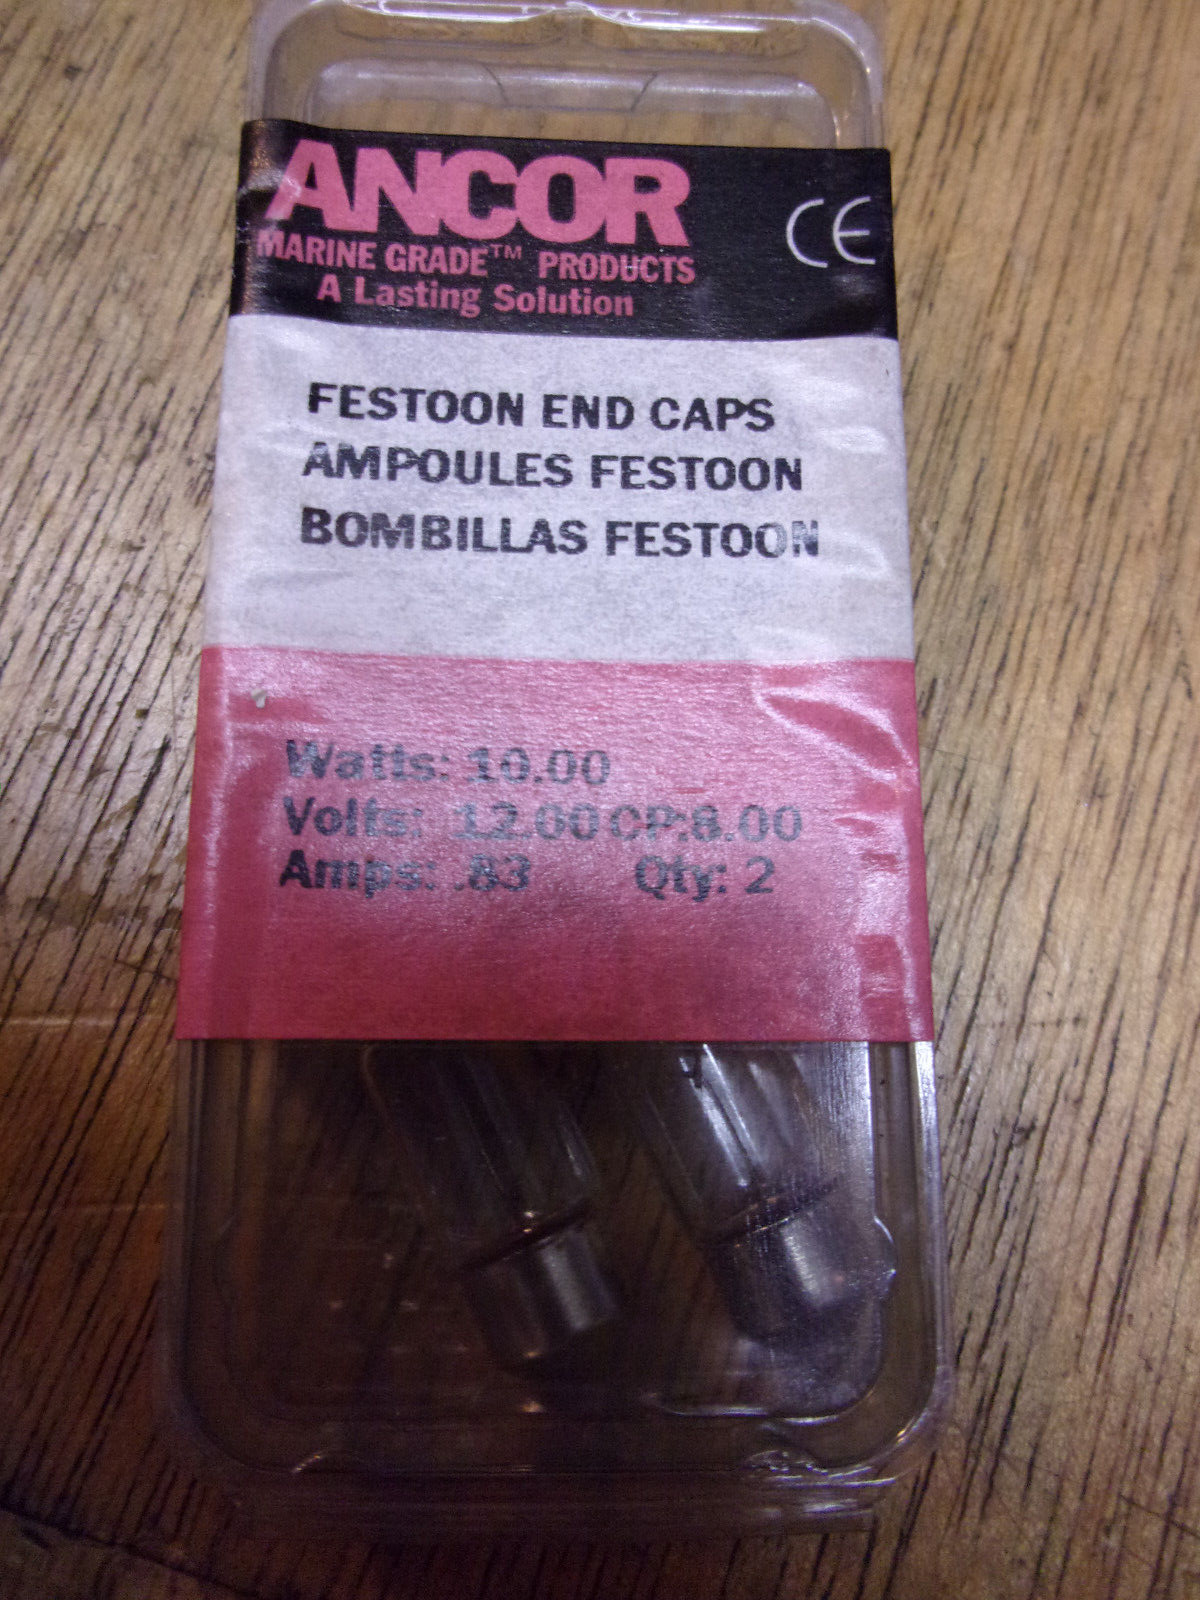 ANCOR
CE
MARINE GRADE™ PRODUCTS
A Lasting Solution
FESTOON END CAPS
AMPOULES FESTOON
BOMBILLAS FESTOON
Watts: 10.00
Volts: 12.00 CP:8.00
Amps: .83 Qty: 2